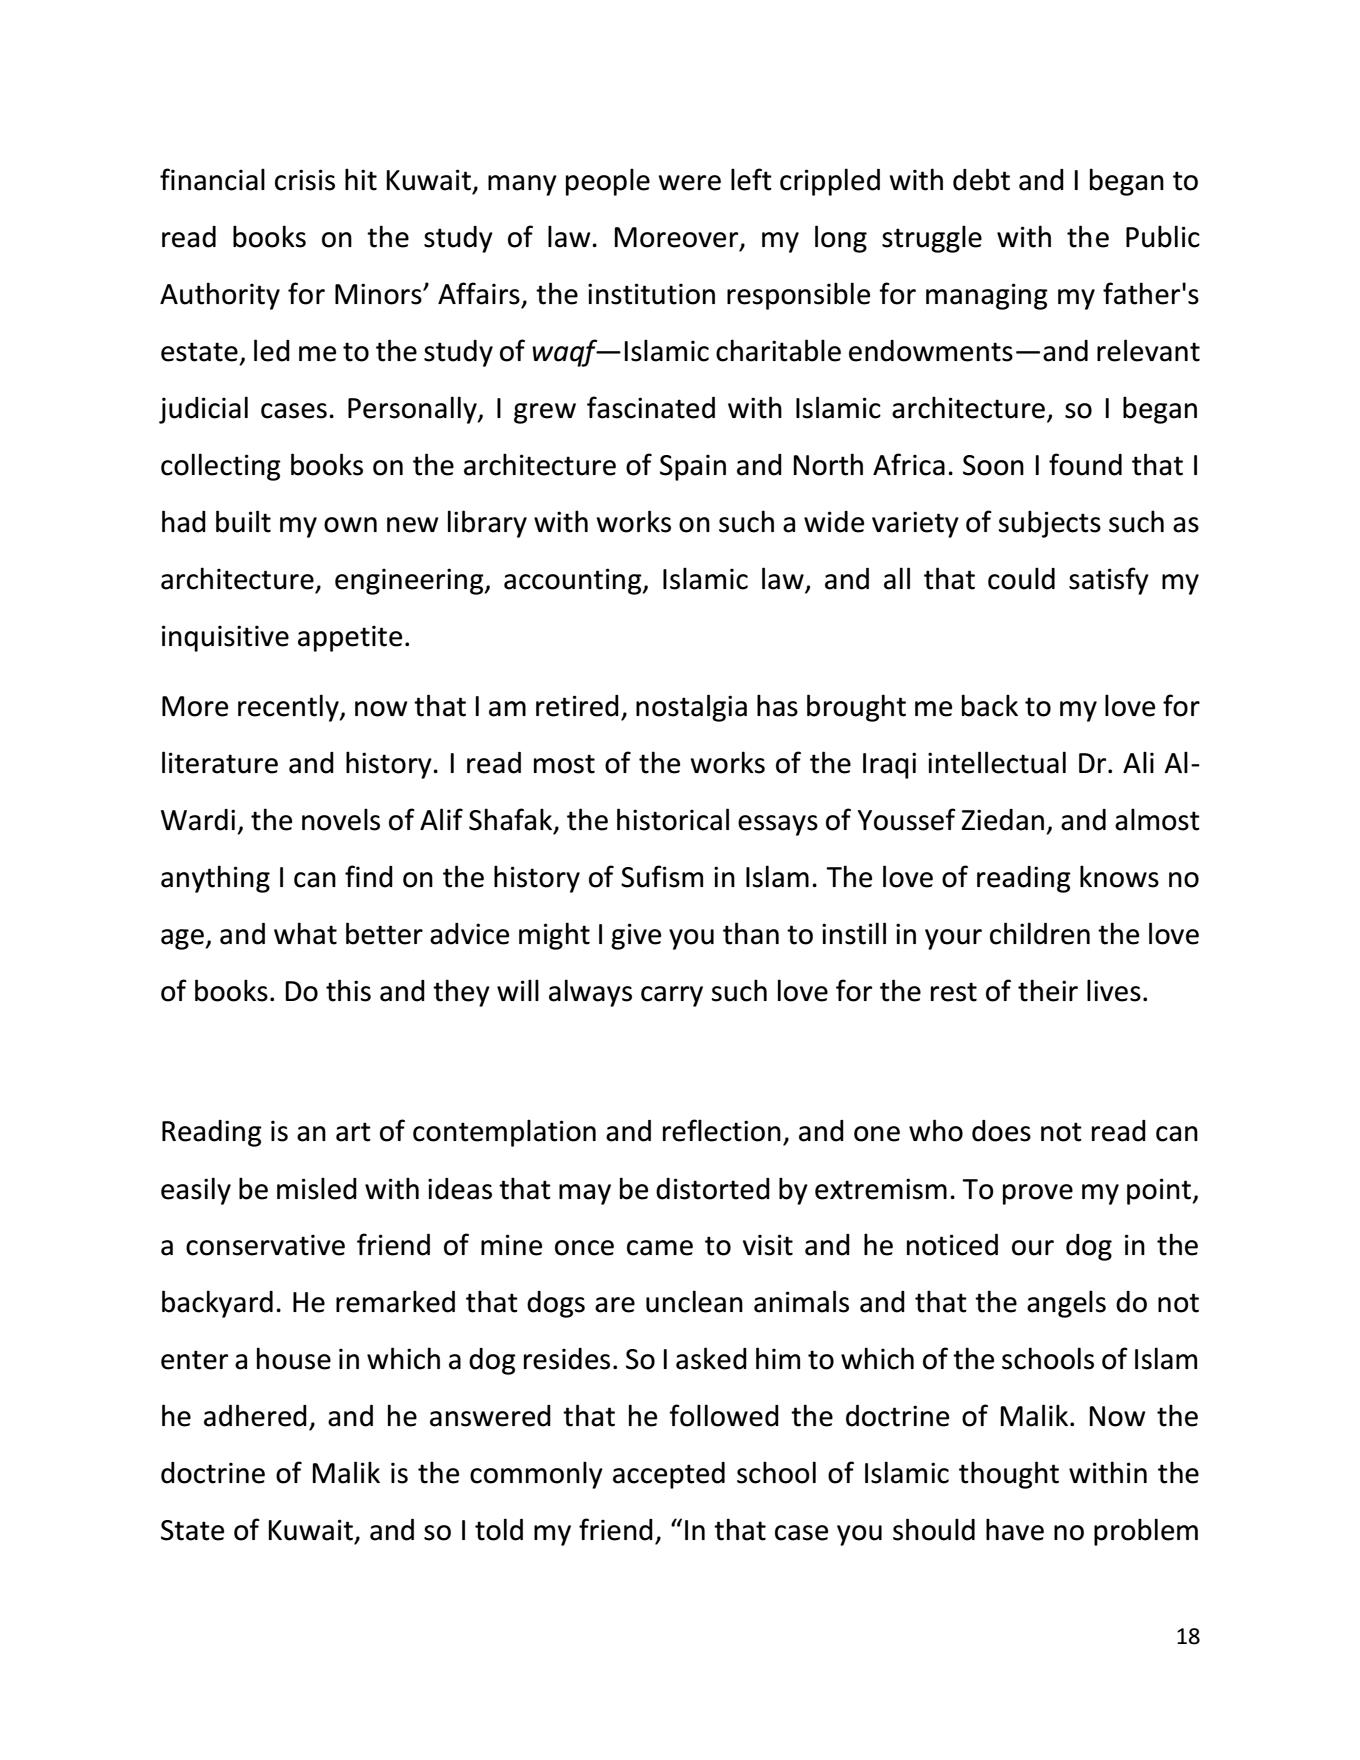 financial crisis hit Kuwait, many people were left crippled with debt and I began to
read books on the study of law. Moreover, my long struggle with the Public
Authority for Minors’ Affairs, the institution responsible for managing my father's
estate, led me to the study of waqf—Islamic charitable endowments—and relevant
judicial cases. Personally, I grew fascinated with Islamic architecture, so I began
collecting books on the architecture of Spain and North Africa. Soon I found that I
had built my own new library with works on such a wide variety of subjects such as
architecture, engineering, accounting, Islamic law, and all that could satisfy my
inquisitive appetite.
More recently, now that I am retired, nostalgia has brought me back to my love for
literature and history. I read most of the works of the Iraqi intellectual Dr. Ali Al-
Wardi, the novels of Alif Shafak, the historical essays of Youssef Ziedan, and almost
anything I can find on the history of Sufism in Islam. The love of reading knows no
age, and what better advice might I give you than to instill in your children the love
of books. Do this and they will always carry such love for the rest of their lives.
Reading is an art of contemplation and reflection, and one who does not read can
easily be misled with ideas that may be distorted by extremism. To prove my point,
a conservative friend of mine once came to visit and he noticed our dog in the
backyard. He remarked that dogs are unclean animals and that the angels do not
enter a house in which a dog resides. So I asked him to which of the schools of Islam
he adhered, and he answered that he followed the doctrine of Malik. Now the
doctrine of Malik is the commonly accepted school of Islamic thought within the
State of Kuwait, and so I told my friend, “In that case you should have no problem
18